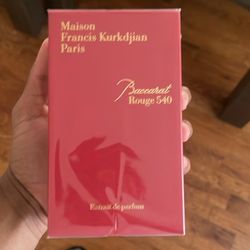 Maison
Francis Kurkdjian
Paris
Baccarat
Rouge 540
Extrait de parfum